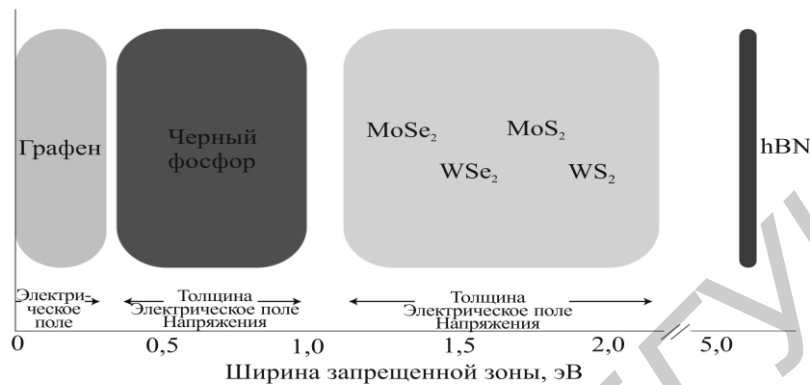 Графен
Черный
фосфор
MoSe₂
MoS₂
WSe₂
WS₂
hBN
Электри-
ческое
поле
Толщина
Электрическое поле
Напряжения
Толщина
Электрическое поле
Напряжения
0
0,5
1,0
1,5
2,0
5,0
Ширина запрещенной зоны, эВ